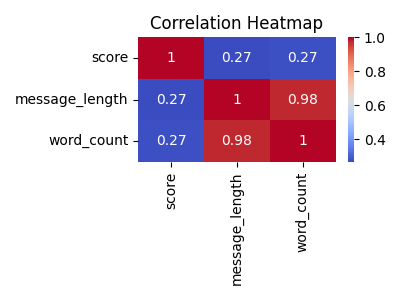 Correlation Heatmap
score 1 0.27 0.27
message_length 0.27 1 0.98
word_count 0.27 0.98 1
score message_length word_count
1.0
0.8
0.6
0.4